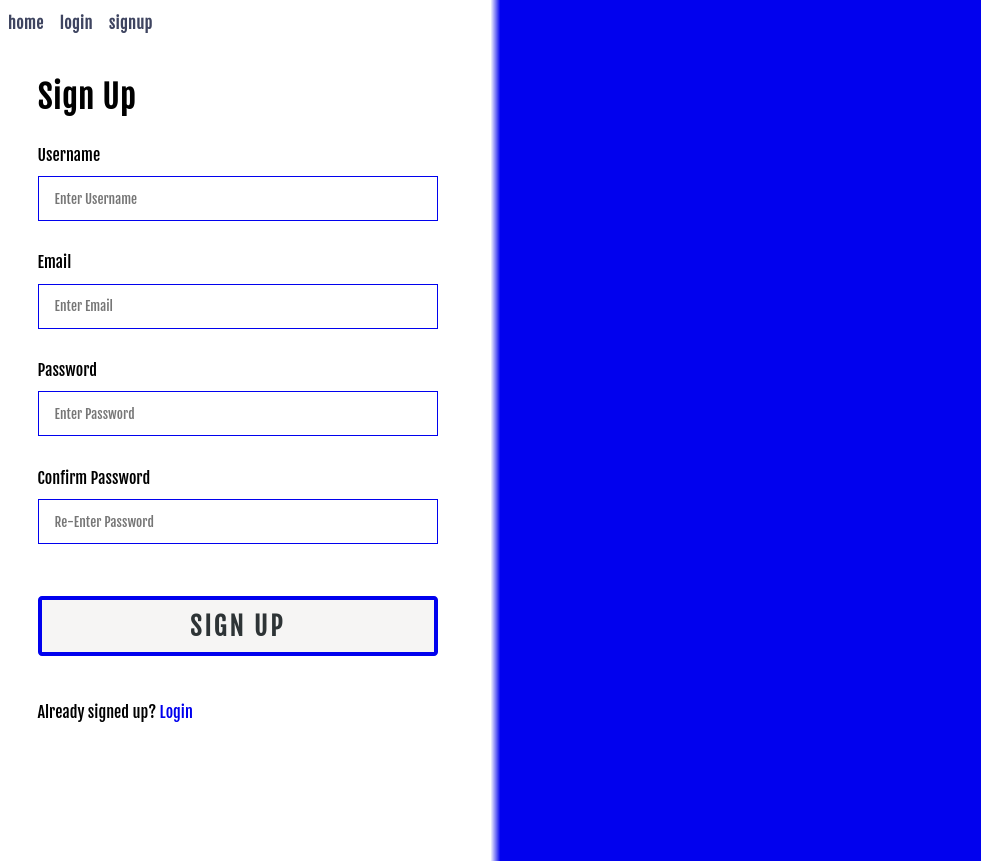 home login signup
Sign Up
Username
Enter Username
Email
Enter Email
Password
Enter Password
Confirm Password
Re-Enter Password
SIGN UP
Already signed up? Login